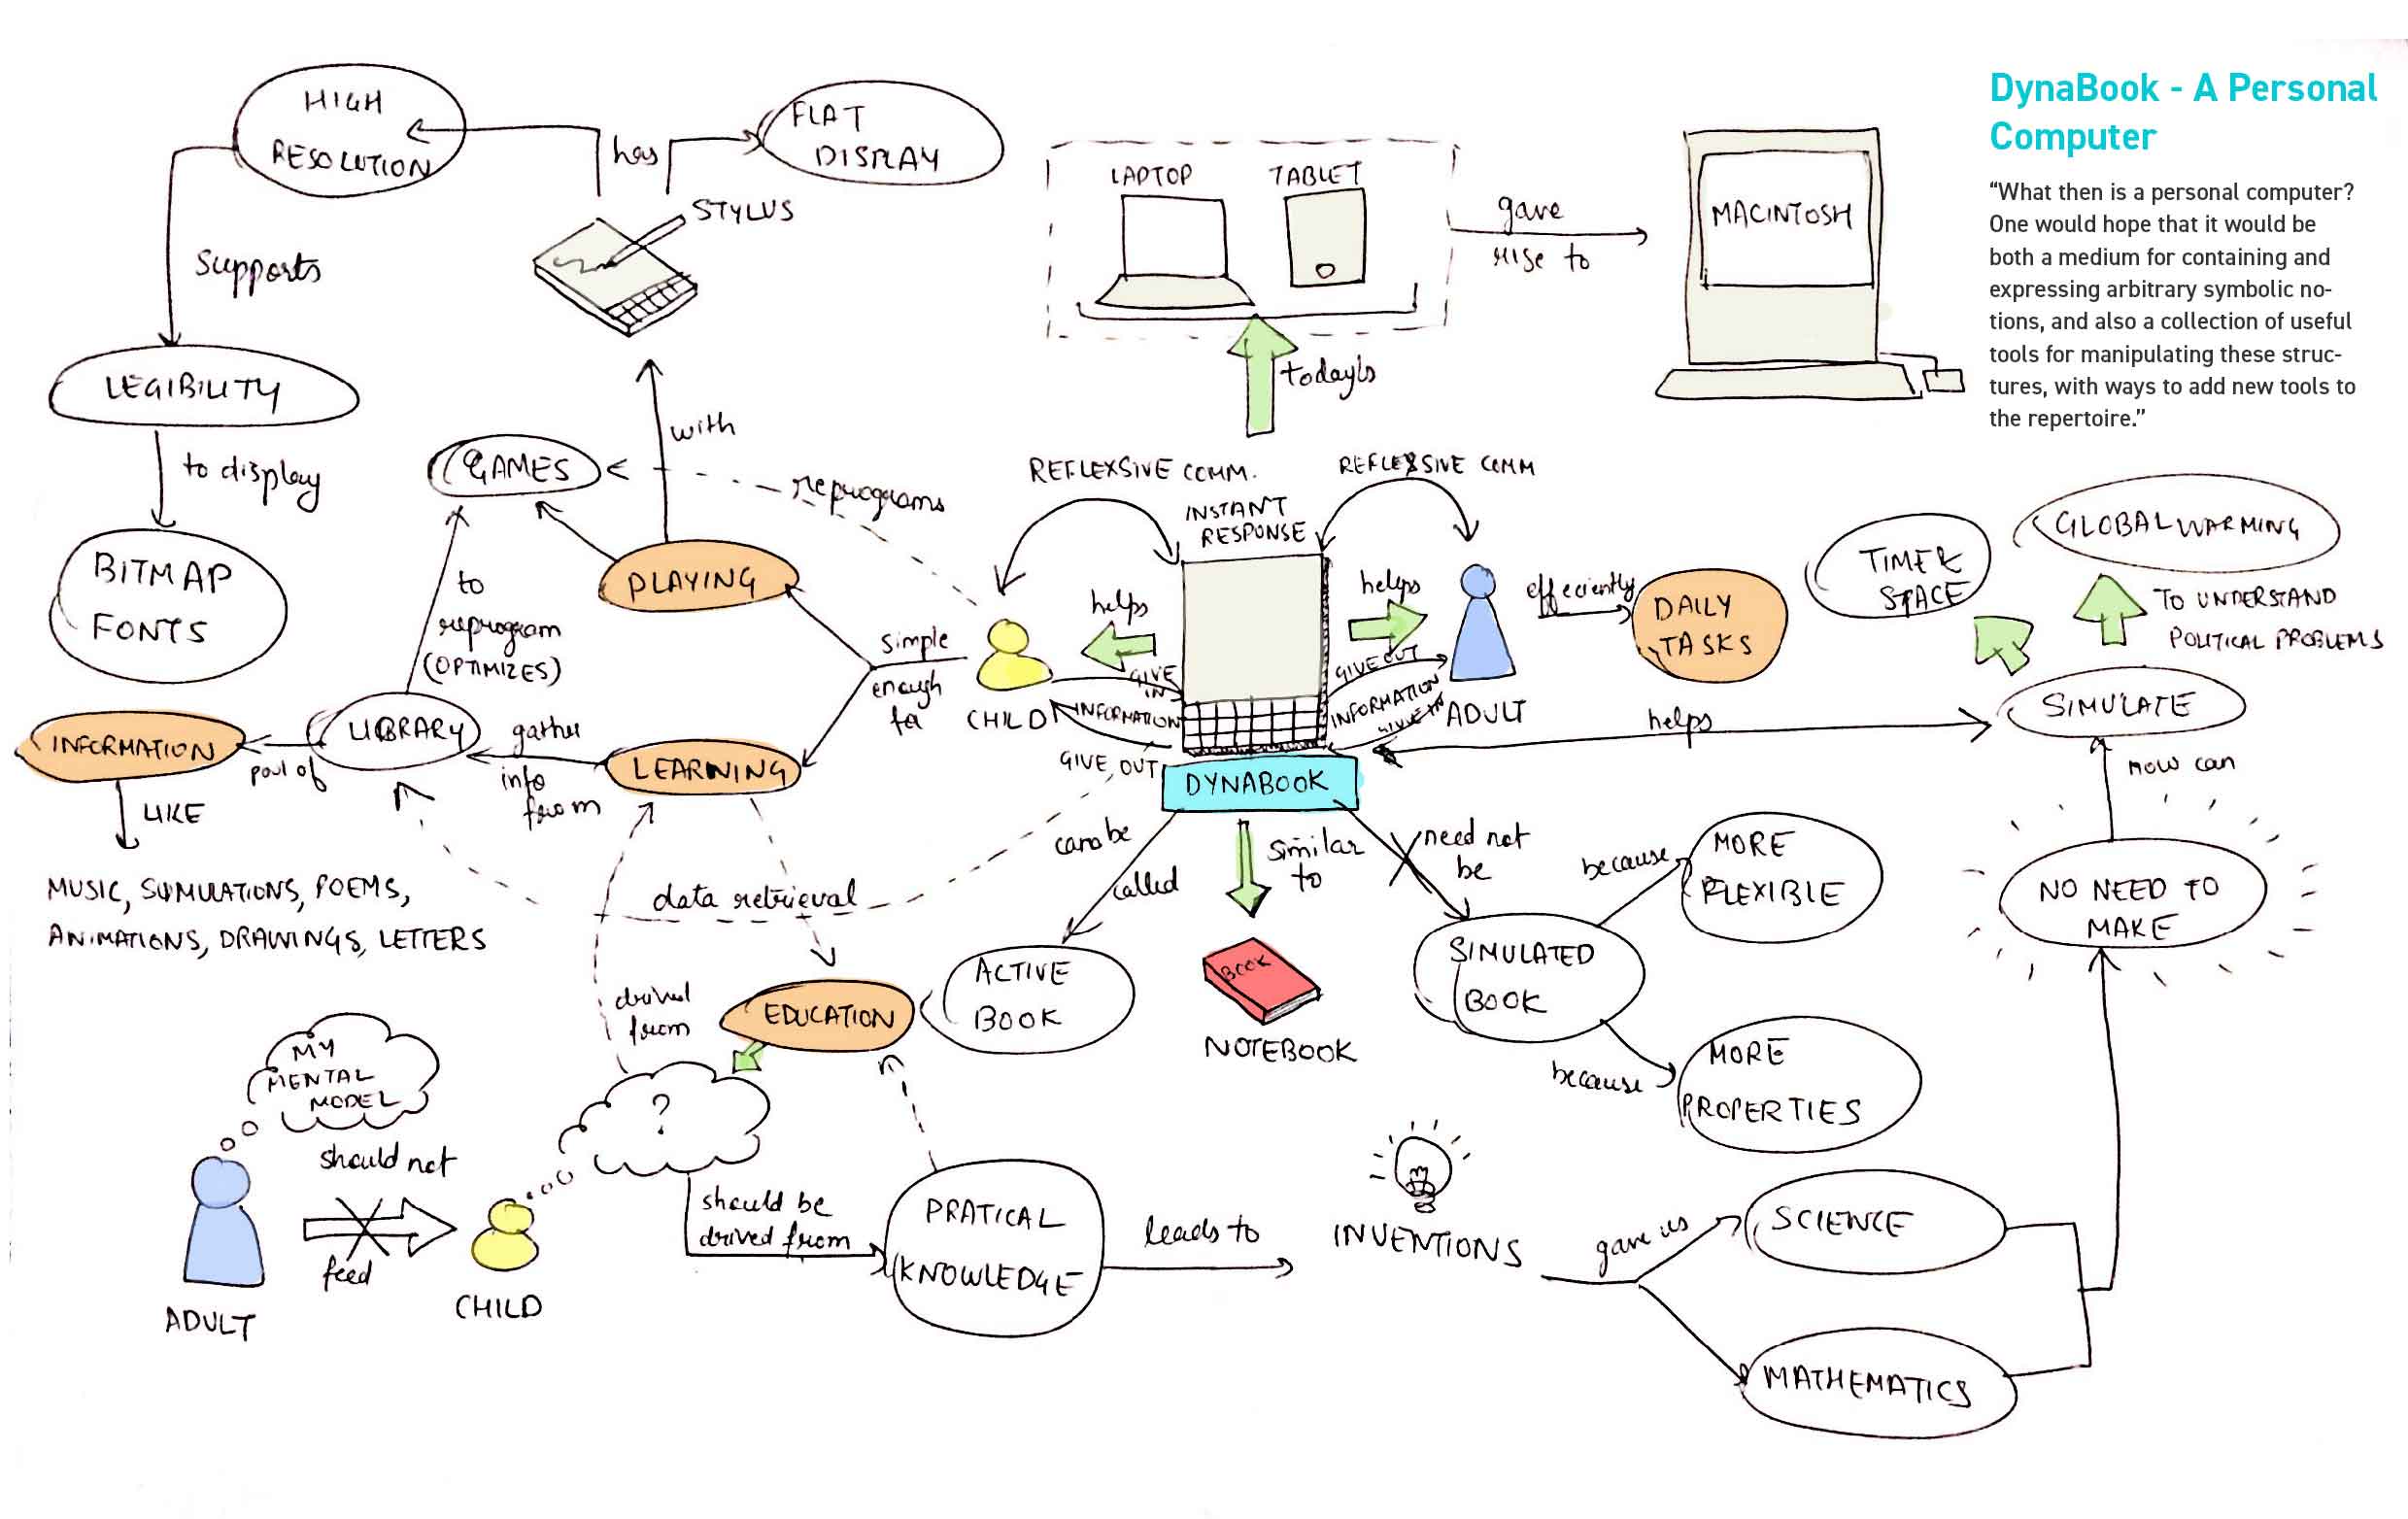 DynaBook - A Personal
Computer
“What then is a personal computer?
One would hope that it would be
both a medium for containing and
expressing arbitrary symbolic no-
tions, and also a collection of useful
tools for manipulating these struc-
tures, with ways to add new tools to
the repertoire.”
HIGH
RESOLUTION
has
FLAT
DISPLAY
STYLUS
supports
LEGIBILITY
to display
BITMAP
FONTS
LAPTOP
TABLET
gave
rise to
MACINTOSH
today's
with
GAMES
reprograms
to
reprogram
(OPTIMIZES)
PLAYING
simple
enough
for
REFLEXSIVE COMM.
REFLEXSIVE COMM
INSTANT
RESPONSE
helps
helps
CHILD
GIVE
IN
INFORMATION
GIVE OUT
GIVE OUT
INFORMATION
GIVE IN
ADULT
effeciently
DAILY
TASKS
TIME &
SPACE
GLOBAL WARMING
TO UNDERSTAND
POLITICAL PROBLEMS
SIMULATE
helps
now can
NO NEED TO
MAKE
INFORMATION
pool of
LIBRARY
gather
info
from
LEARNING
LIKE
MUSIC, SIMULATIONS, POEMS,
ANIMATIONS, DRAWINGS, LETTERS
data retrieval
DYNABOOK
can be
called
similar
to
need not
be
ACTIVE
BOOK
BOOK
NOTEBOOK
SIMULATED
BOOK
because
MORE
FLEXIBLE
because
MORE
PROPERTIES
drived
from
EDUCATION
MY
MENTAL
MODEL
should not
feed
ADULT
CHILD
?
should be
drived from
PRATICAL
KNOWLEDGE
leads to
INVENTIONS
gave us
SCIENCE
MATHEMATICS